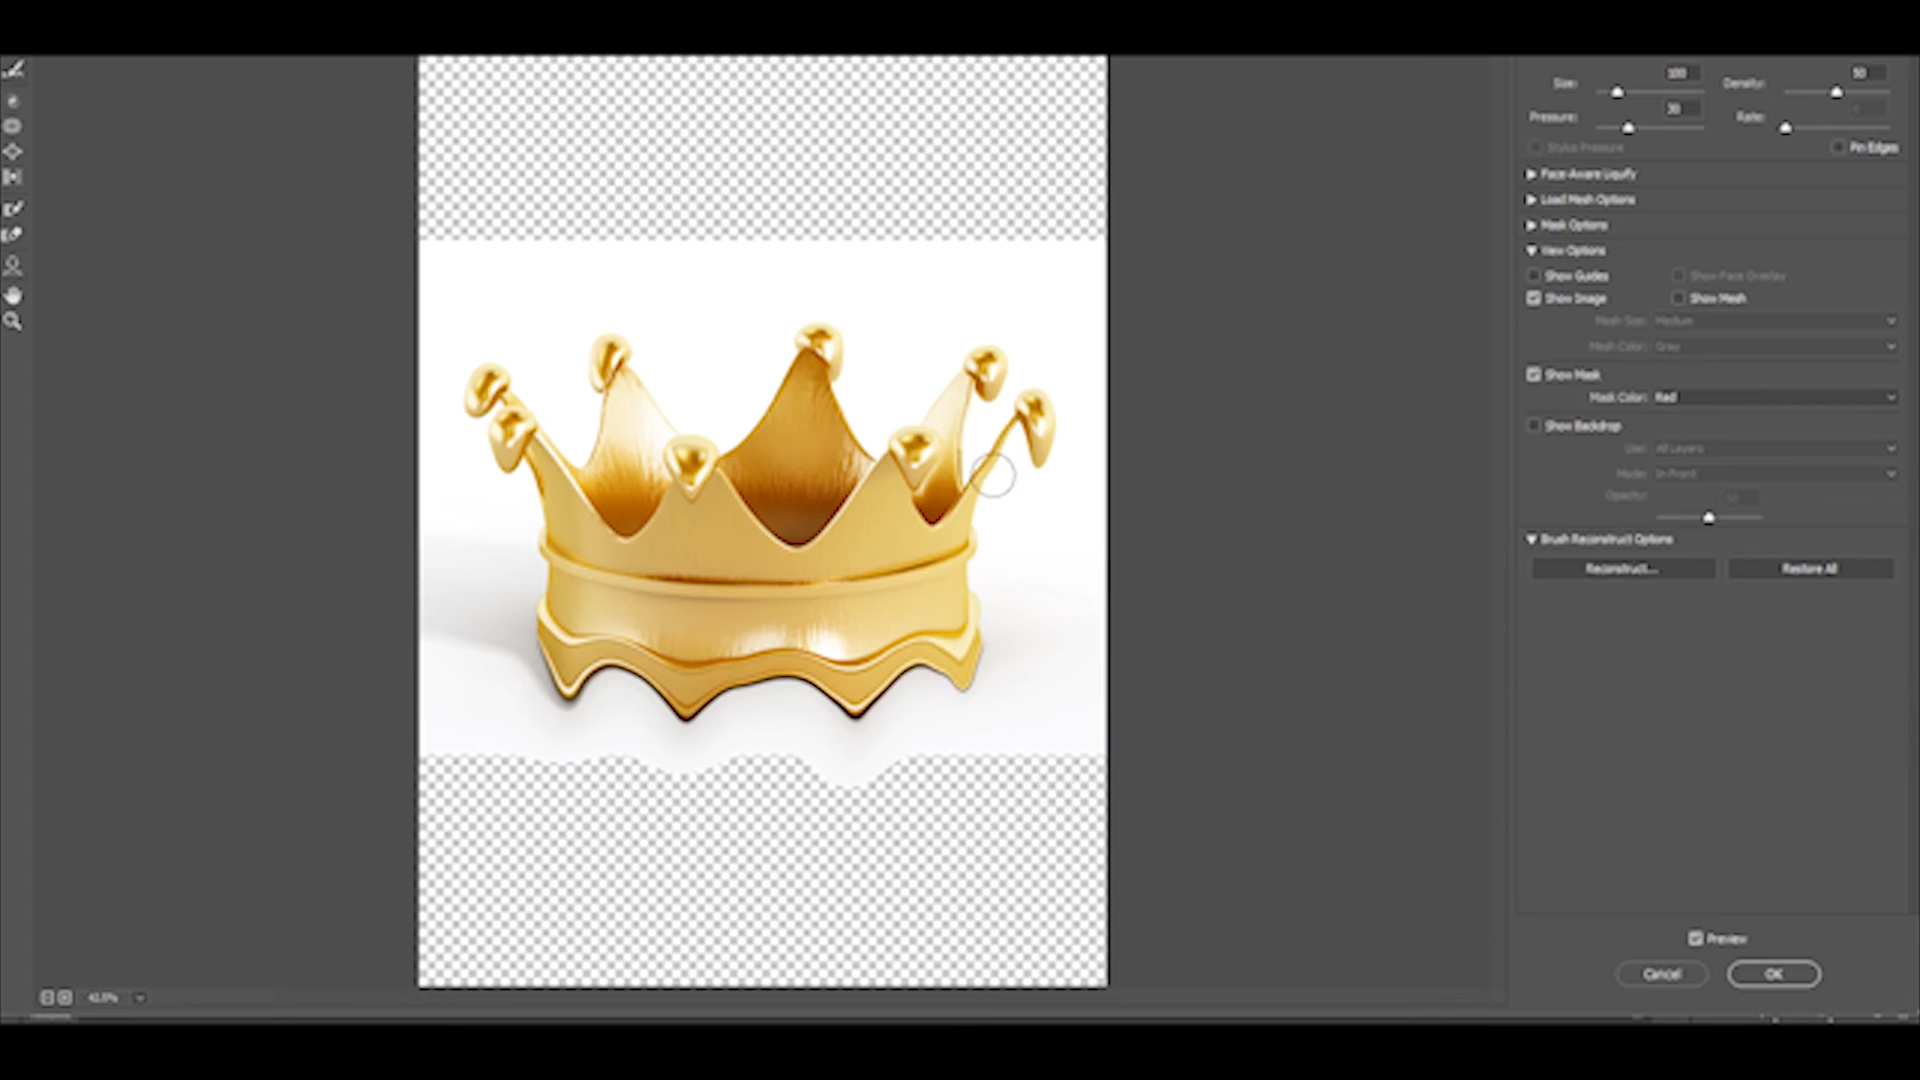 Size: 100 Density: 50
Pressure: 30 Rate:
Stylus Pressure Pin Edges
Face-Aware Liquify
Load Mesh Options
Mask Options
View Options
Show Guides Show Face Overlay
Show Image Show Mesh
Mesh Size: Medium
Mesh Color: Gray
Show Mask
Mask Color: Red
Show Backdrop
Use: All Layers
Mode: In Front
Opacity: 50
Brush Reconstruct Options
Reconstruct... Restore All
Preview
Cancel OK